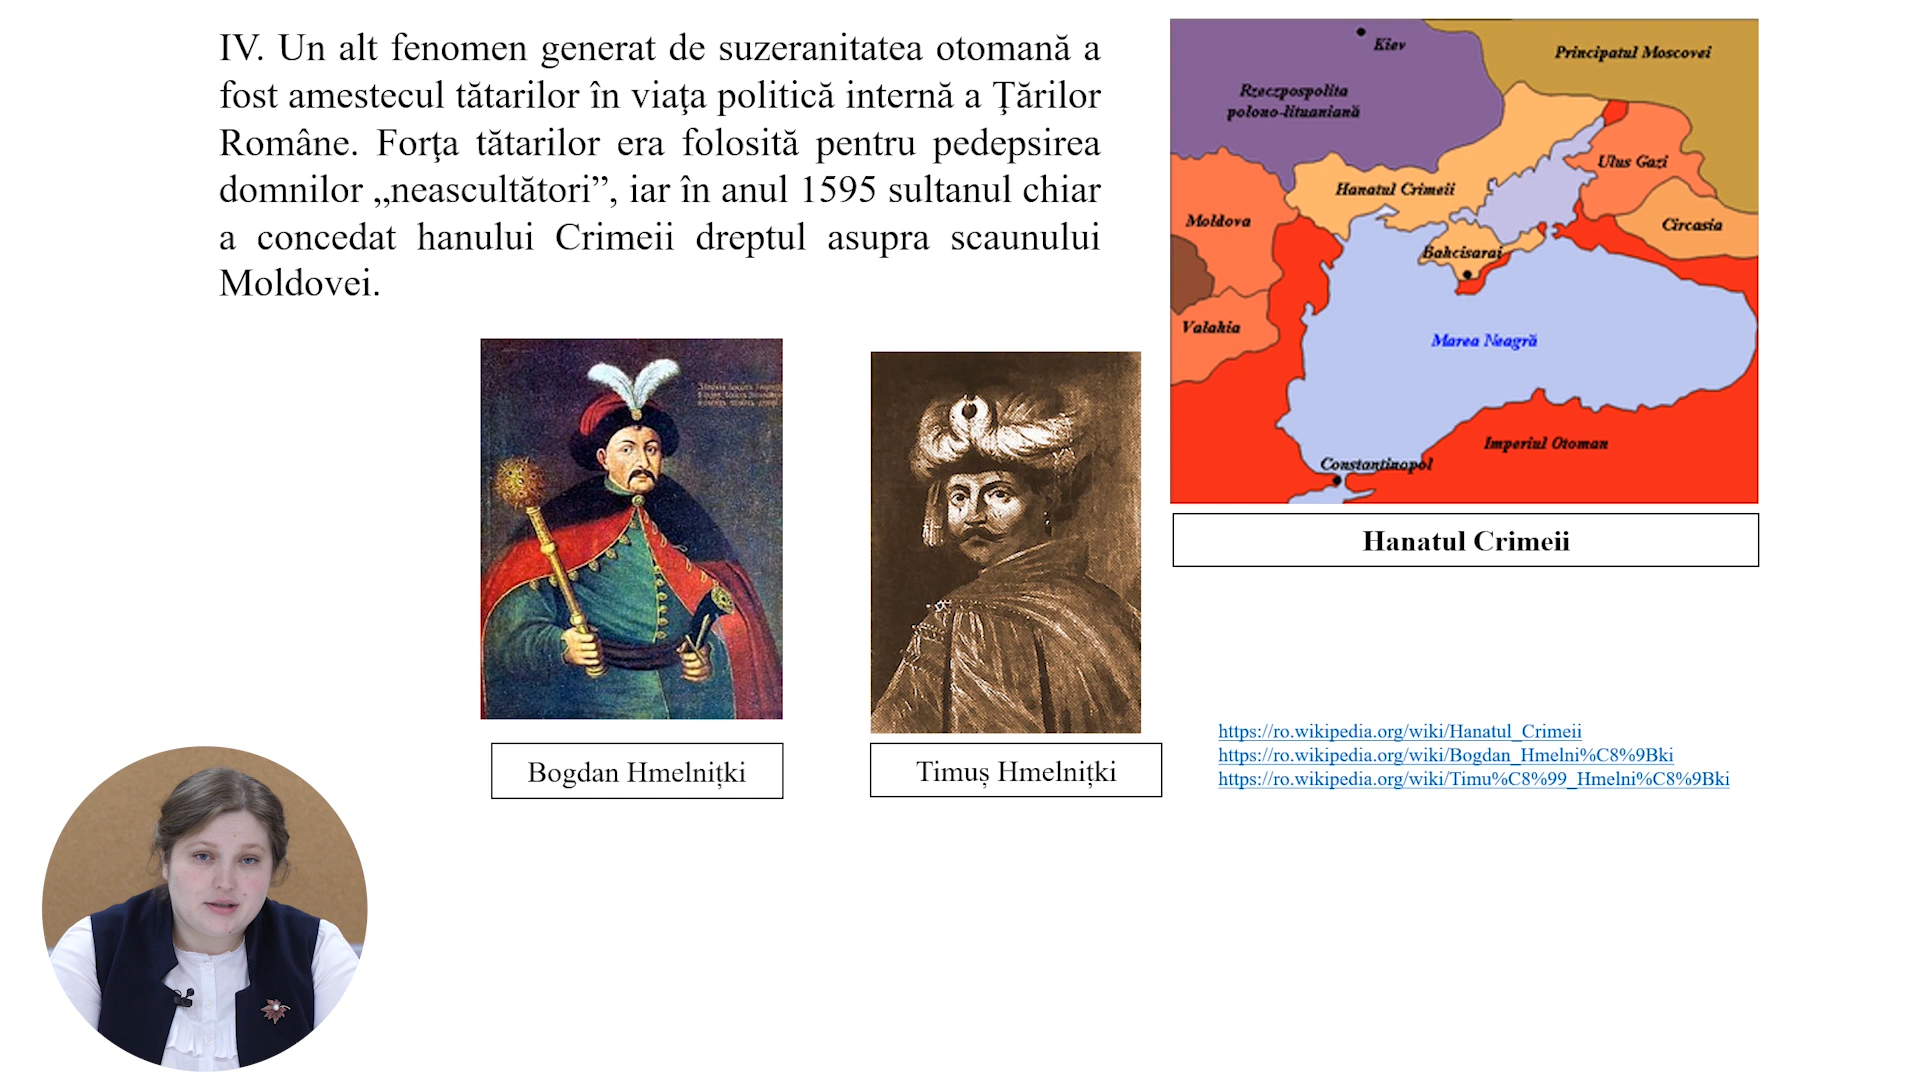 IV. Un alt fenomen generat de suzeranitatea otomană a
fost amestecul tătarilor în viaţa politică internă a Ţărilor
Române. Forţa tătarilor era folosită pentru pedepsirea
domnilor „neascultători”, iar în anul 1595 sultanul chiar
a concedat hanului Crimeii dreptul asupra scaunului
Moldovei.
Kiev
Principatul Moscovei
Rzeczpospolita
polono-lituaniană
Ulus Gazi
Hanatul Crimeii
Moldova
Circasia
Bahcisarai
Valahia
Marea Neagră
Imperiul Otoman
Constantinopol
Hanatul Crimeii
Bogdan Hmelnițki
Timuș Hmelnițki
https://ro.wikipedia.org/wiki/Hanatul_Crimeii
https://ro.wikipedia.org/wiki/Bogdan_Hmelni%C8%9Bki
https://ro.wikipedia.org/wiki/Timu%C8%99_Hmelni%C8%9Bki